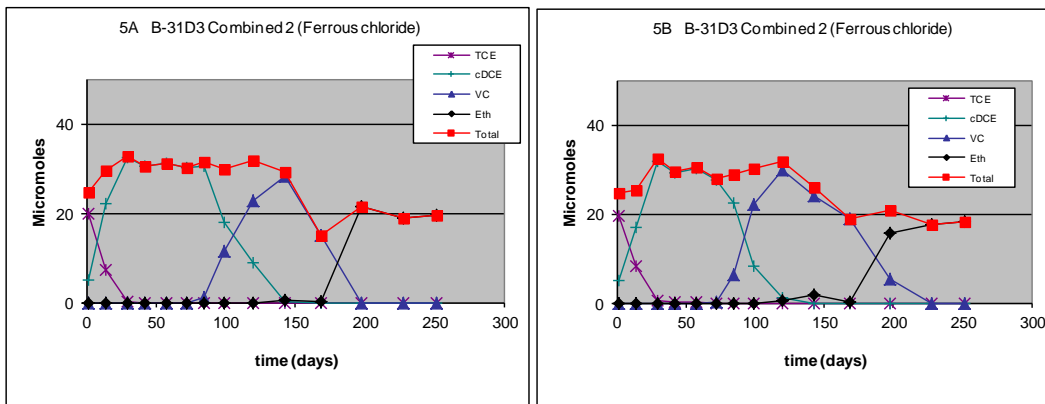 5A B-31D3 Combined 2 (Ferrous chloride)
TCE
cDCE
VC
Eth
Total
Micromoles
40
20
0
0 50 100 150 200 250 300
time (days)
5B B-31D3 Combined 2 (Ferrous chloride)
TCE
cDCE
VC
Eth
Total
Micromoles
40
20
0
0 50 100 150 200 250 300
time (days)